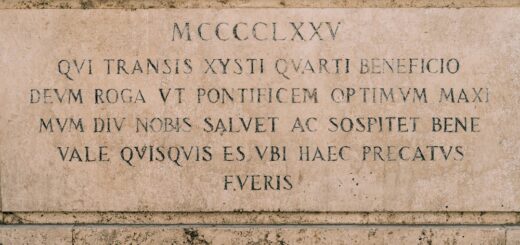 MCCCCLXXV
QVI TRANSIS XYSTI QVARTI BENEFICIO
DEVM ROGA VT PONTIFICEM OPTIMVM MAXI
MVM DIV NOBIS SALVET AC SOSPITET BENE
VALE QVISQVIS ES VBI HAEC PRECATVS
FVERIS